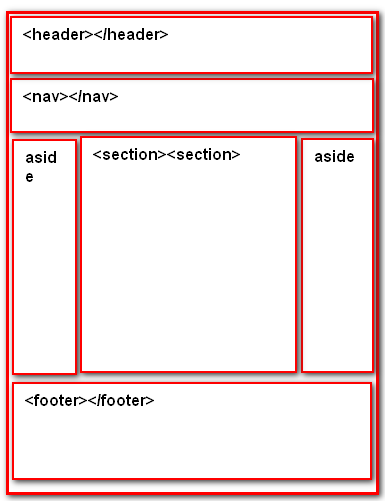 <header></header>
<nav></nav>
asid
e
<section><section>
aside
<footer></footer>